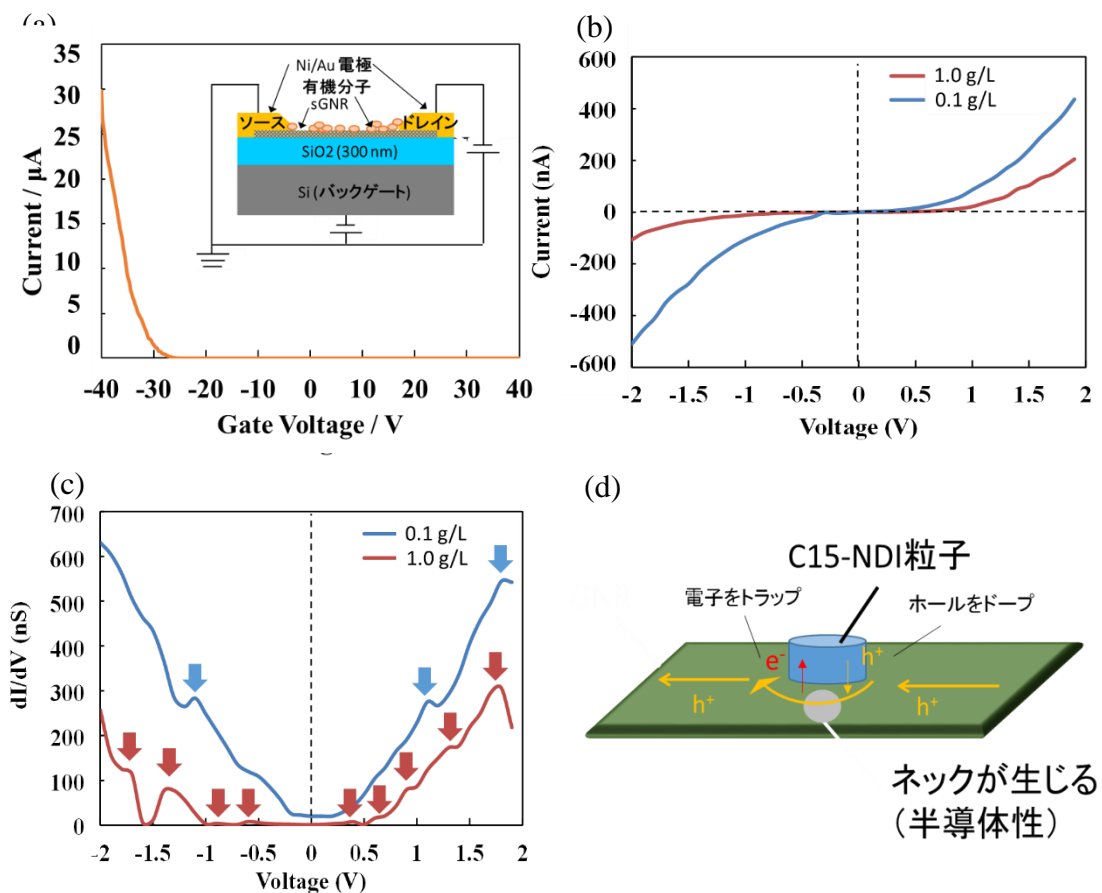 (a)
35
30
25
20
15
10
5
0
Current / μA
-40
-30
-20
-10
0
10
20
30
40
Gate Voltage / V
Ni/Au 電極
有機分子
sGNR
ソース
ドレイン
SiO2 (300 nm)
Si (バックゲート)
(b)
600
400
200
0
-200
-400
-600
Current (nA)
1.0 g/L
0.1 g/L
-2
-1.5
-1
-0.5
0
0.5
1
1.5
2
Voltage (V)
(c)
700
600
500
400
300
200
100
0
dI/dV (nS)
0.1 g/L
1.0 g/L
-2
-1.5
-1
-0.5
0
0.5
1
1.5
2
Voltage (V)
(d)
C15-NDI粒子
電子をトラップ
ホールをドープ
e-
h+
h+
h+
ネックが生じる
(半導体性)